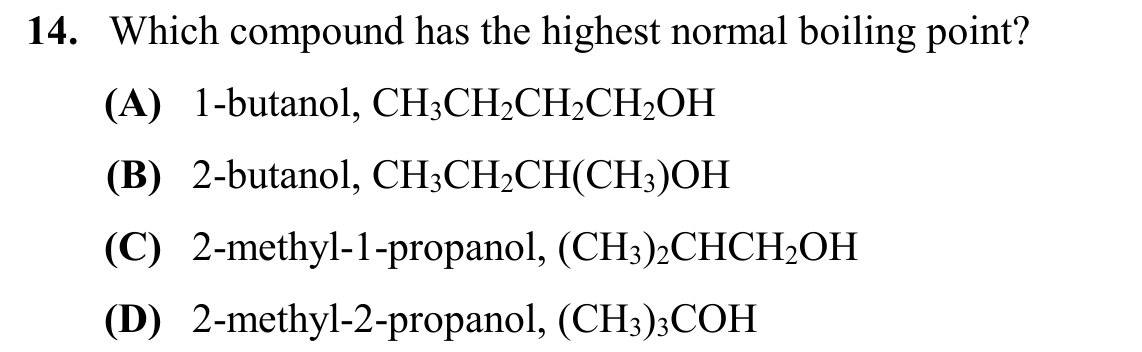 14. Which compound has the highest normal boiling point?
(A) 1-butanol, CH₃CH₂CH₂CH₂OH
(B) 2-butanol, CH₃CH₂CH(CH₃)OH
(C) 2-methyl-1-propanol, (CH₃)₂CHCH₂OH
(D) 2-methyl-2-propanol, (CH₃)₃COH